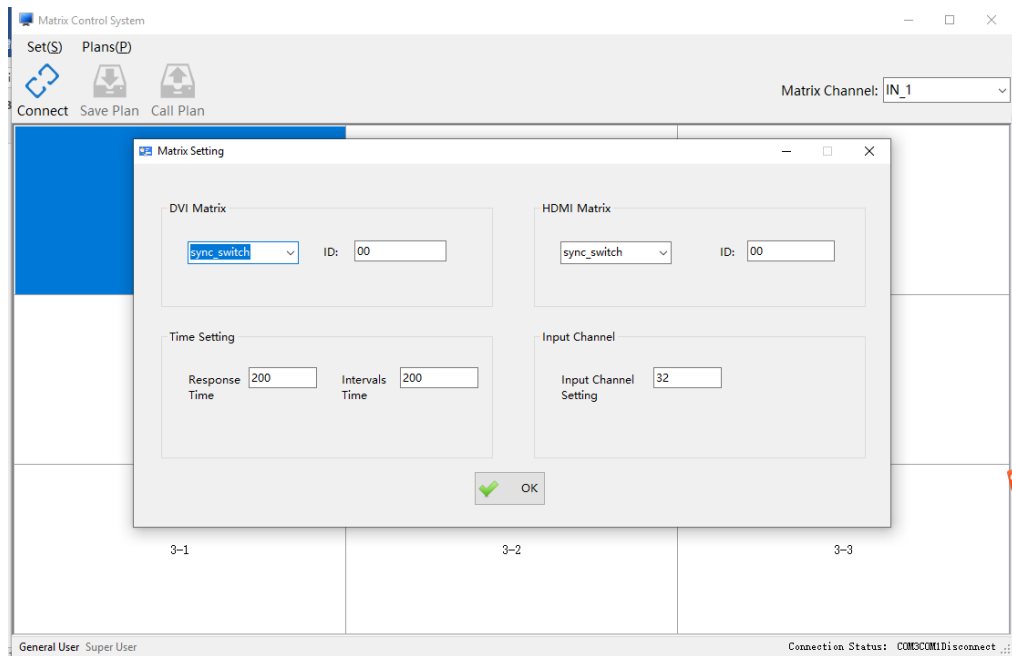 Matrix Control System
Set(S) Plans(P)
Connect Save Plan Call Plan
Matrix Channel: IN_1
Matrix Setting
DVI Matrix
sync_switch ID: 00
HDMI Matrix
sync_switch ID: 00
Time Setting
Response Time 200 Intervals Time 200
Input Channel
Input Channel Setting 32
OK
3-1 3-2 3-3
General User Super User
Connection Status: COM3COM1Disconnect